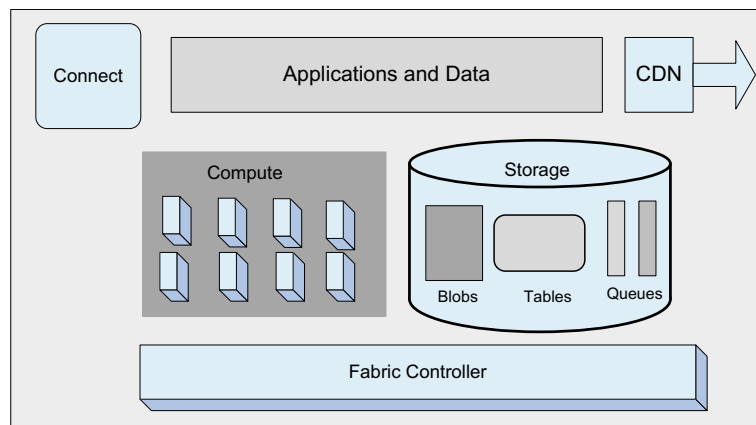 Connect
Applications and Data
CDN
Compute
Storage
Blobs
Tables
Queues
Fabric Controller